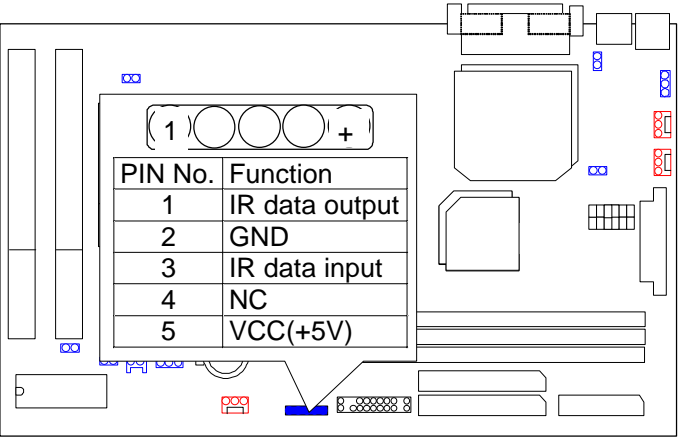 1 +
PIN No. Function
1 IR data output
2 GND
3 IR data input
4 NC
5 VCC(+5V)